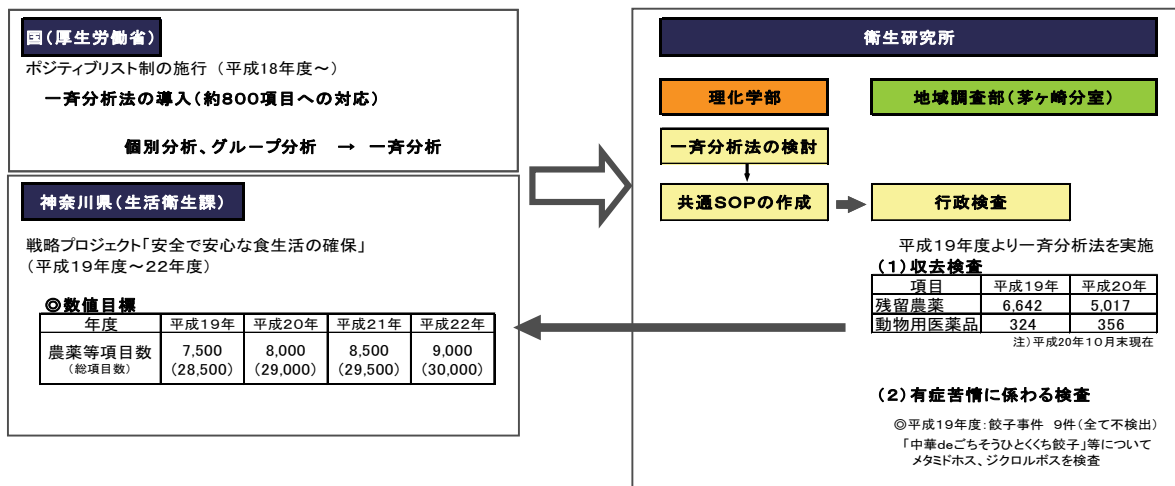 国(厚生労働省)
ポジティブリスト制の施行 (平成18年度～)
一斉分析法の導入(約800項目への対応)
個別分析、グループ分析 → 一斉分析
神奈川県(生活衛生課)
戦略プロジェクト「安全で安心な食生活の確保」
(平成19年度～22年度)
◎数値目標
年度 平成19年 平成20年 平成21年 平成22年
農薬等項目数 7,500 8,000 8,500 9,000
(総項目数) (28,500) (29,000) (29,500) (30,000)
衛生研究所
理化学部 地域調査部(茅ヶ崎分室)
一斉分析法の検討
共通SOPの作成 行政検査
平成19年度より一斉分析法を実施
(1)収去検査
項目 平成19年 平成20年
残留農薬 6,642 5,017
動物用医薬品 324 356
注)平成20年10月末現在
(2)有症苦情に係わる検査
◎平成19年度:餃子事件 9件(全て不検出)
「中華deごちそうひとくくち餃子」等について
メタミドホス、ジクロルボスを検査